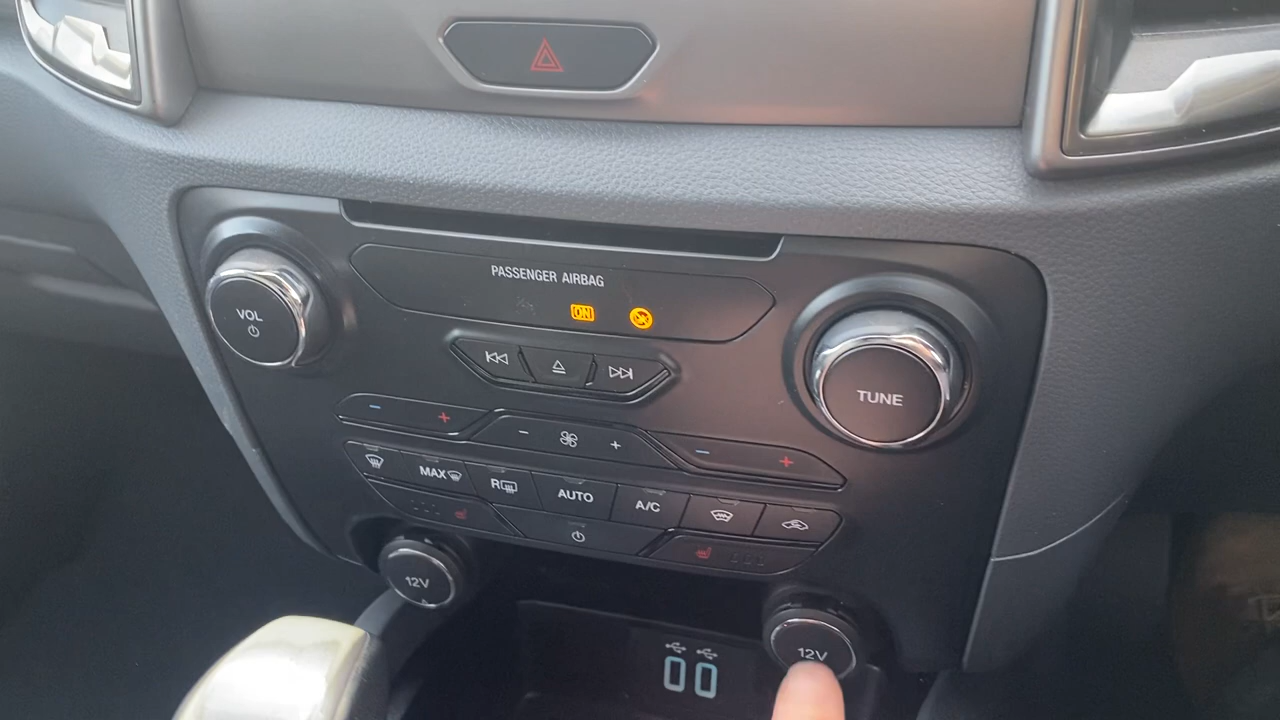 PASSENGER AIRBAG
VOL
ON
TUNE
MAX
R
AUTO
A/C
12V
12V